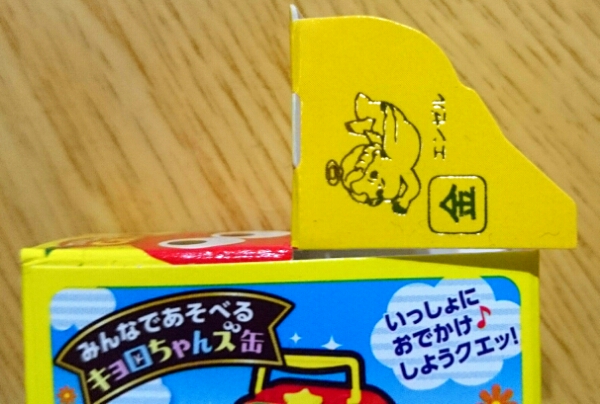 エンゼル
金
みんなであそべる
キョロちゃんズ缶
いっしょに
おでかけ♪
しようクエッ!